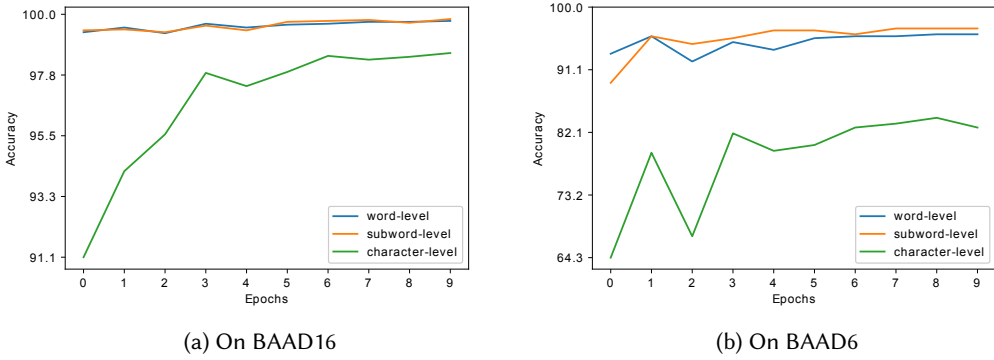 100.0
97.8
95.5
93.3
91.1
Accuracy
0 1 2 3 4 5 6 7 8 9
Epochs
word-level
subword-level
character-level
(a) On BAAD16
100.0
91.1
82.1
73.2
64.3
Accuracy
0 1 2 3 4 5 6 7 8 9
Epochs
word-level
subword-level
character-level
(b) On BAAD6